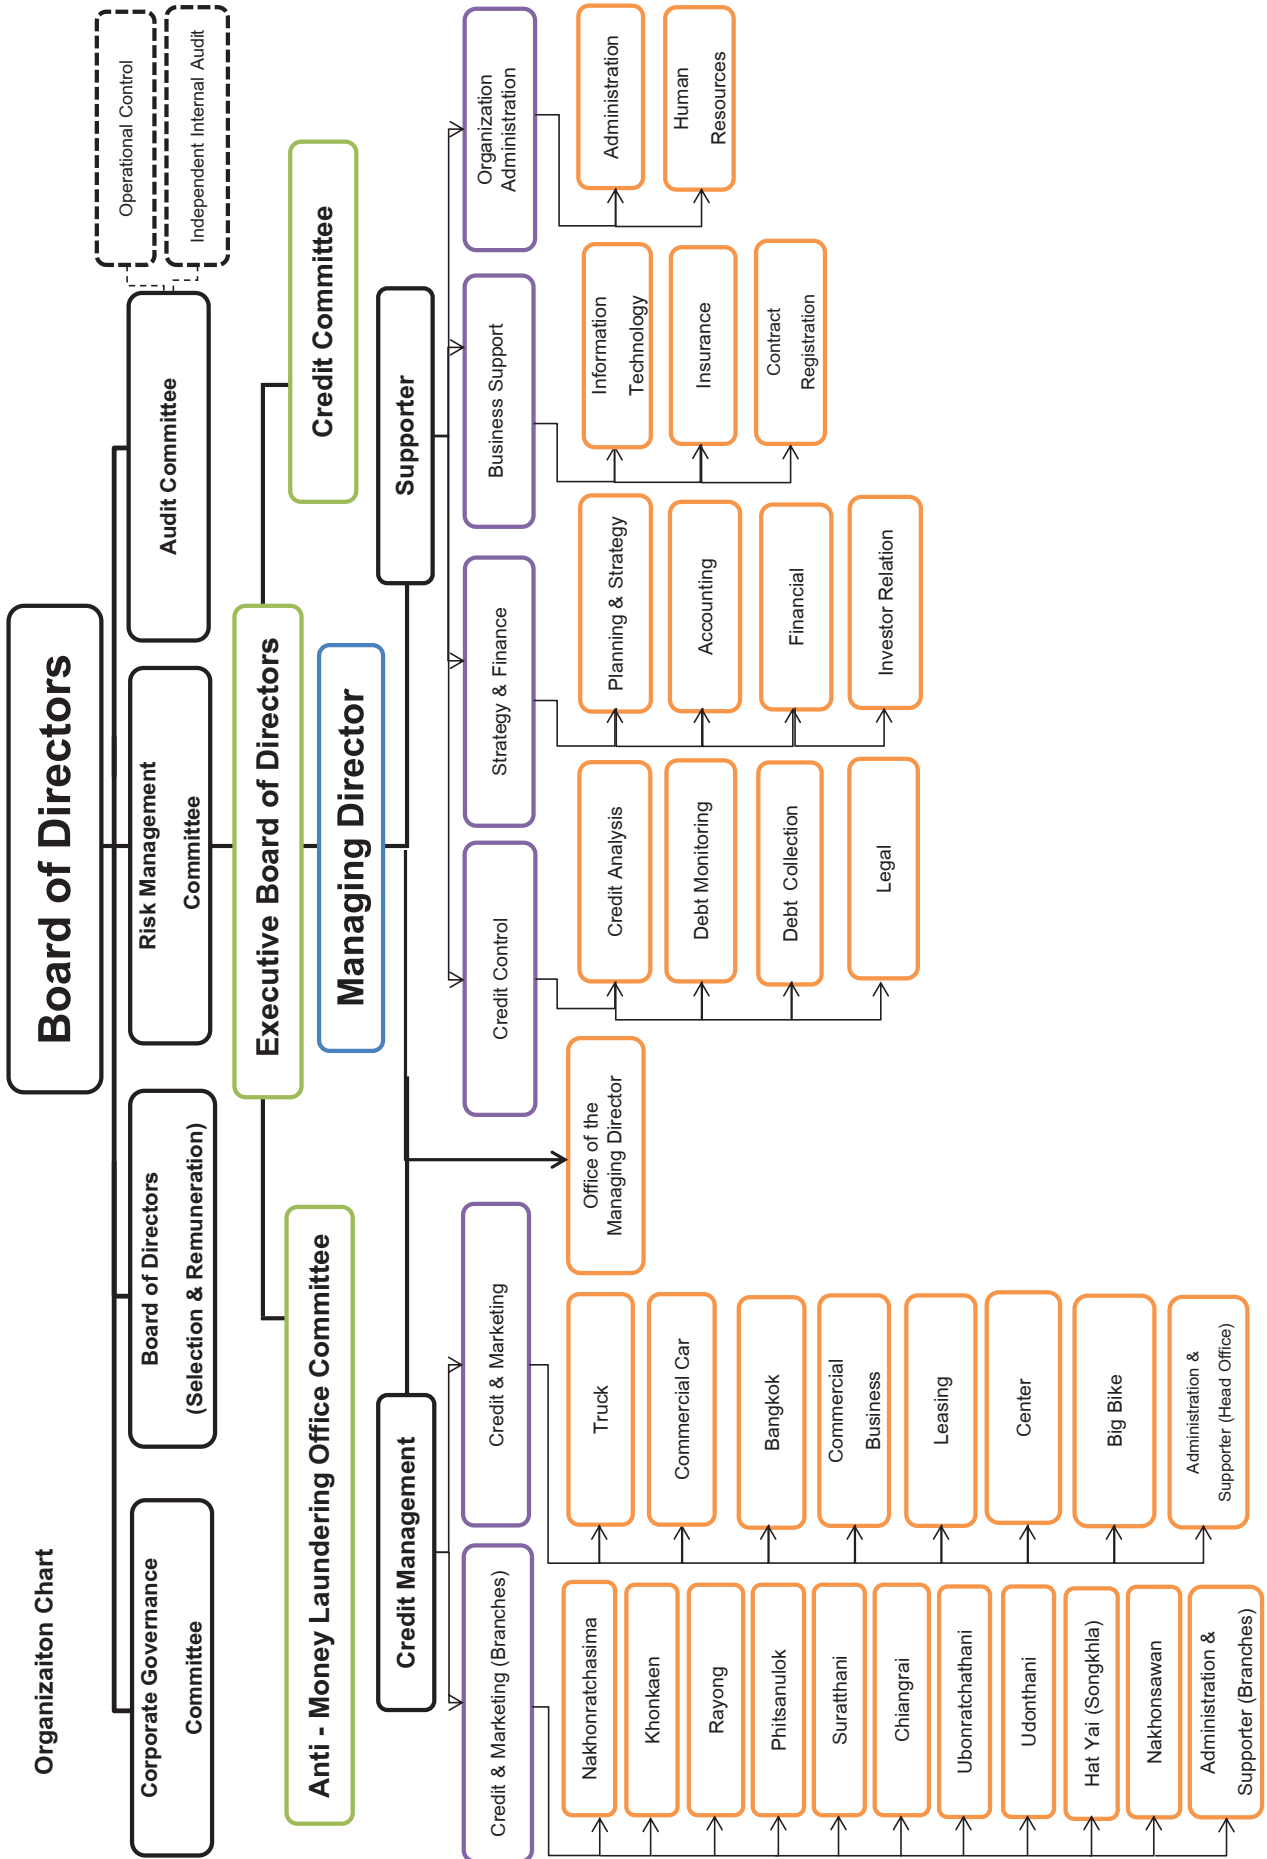 Organizaiton Chart
Board of Directors
Corporate Governance
Committee
Board of Directors
(Selection & Remuneration)
Risk Management
Committee
Audit Committee
Operational Control
Independent Internal Audit
Executive Board of Directors
Anti - Money Laundering Office Committee
Credit Committee
Managing Director
Credit Management
Supporter
Credit & Marketing (Branches)
Credit & Marketing
Credit Control
Strategy & Finance
Business Support
Organization
Administration
Office of the
Managing Director
Nakhonratchasima
Khonkaen
Rayong
Phitsanulok
Suratthani
Chiangrai
Ubonratchathani
Udonthani
Hat Yai (Songkhla)
Nakhonsawan
Administration &
Supporter (Branches)
Truck
Commercial Car
Bangkok
Commercial
Business
Leasing
Center
Big Bike
Administration &
Supporter (Head Office)
Credit Analysis
Debt Monitoring
Debt Collection
Legal
Planning & Strategy
Accounting
Financial
Investor Relation
Information
Technology
Insurance
Contract
Registration
Administration
Human
Resources